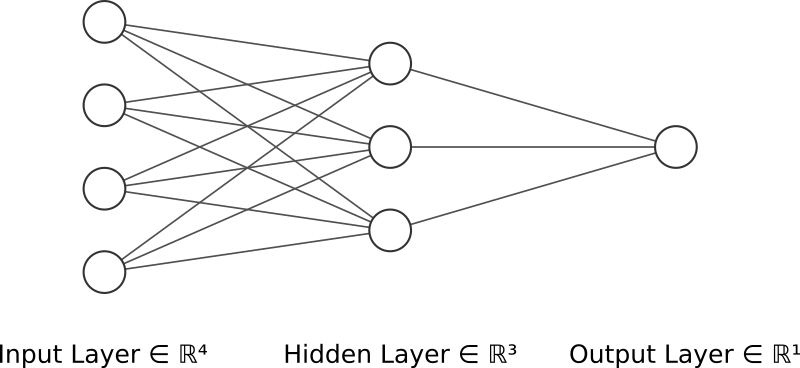 Input Layer ∈ ℝ⁴ Hidden Layer ∈ ℝ³ Output Layer ∈ ℝ¹